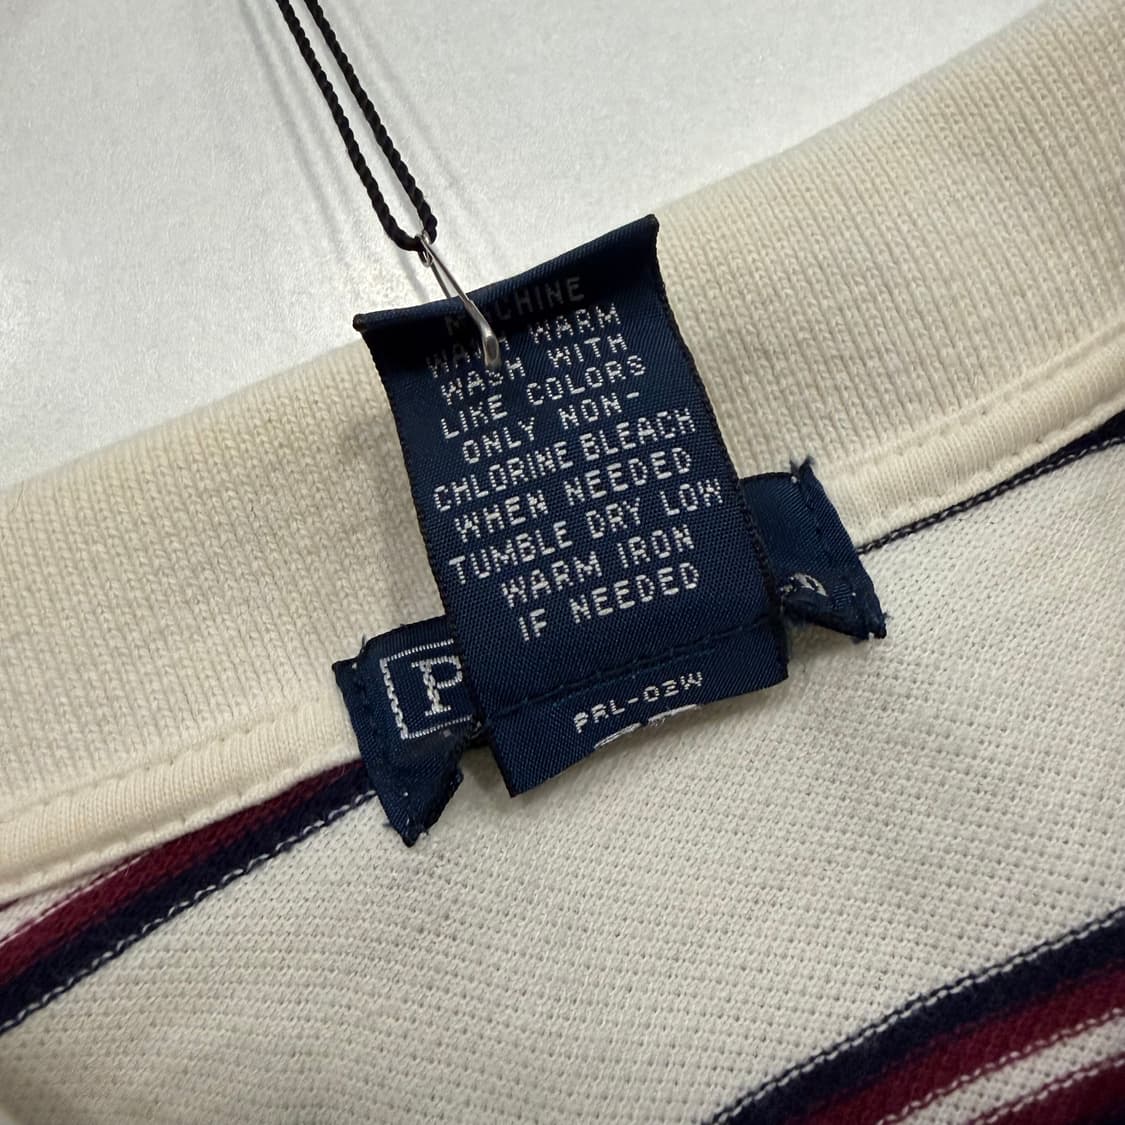 MACHINE
WASH WARM
WASH WITH
LIKE COLORS
ONLY NON-
CHLORINE BLEACH
WHEN NEEDED
TUMBLE DRY LOW
WARM IRON
IF NEEDED
P
PRL-02W